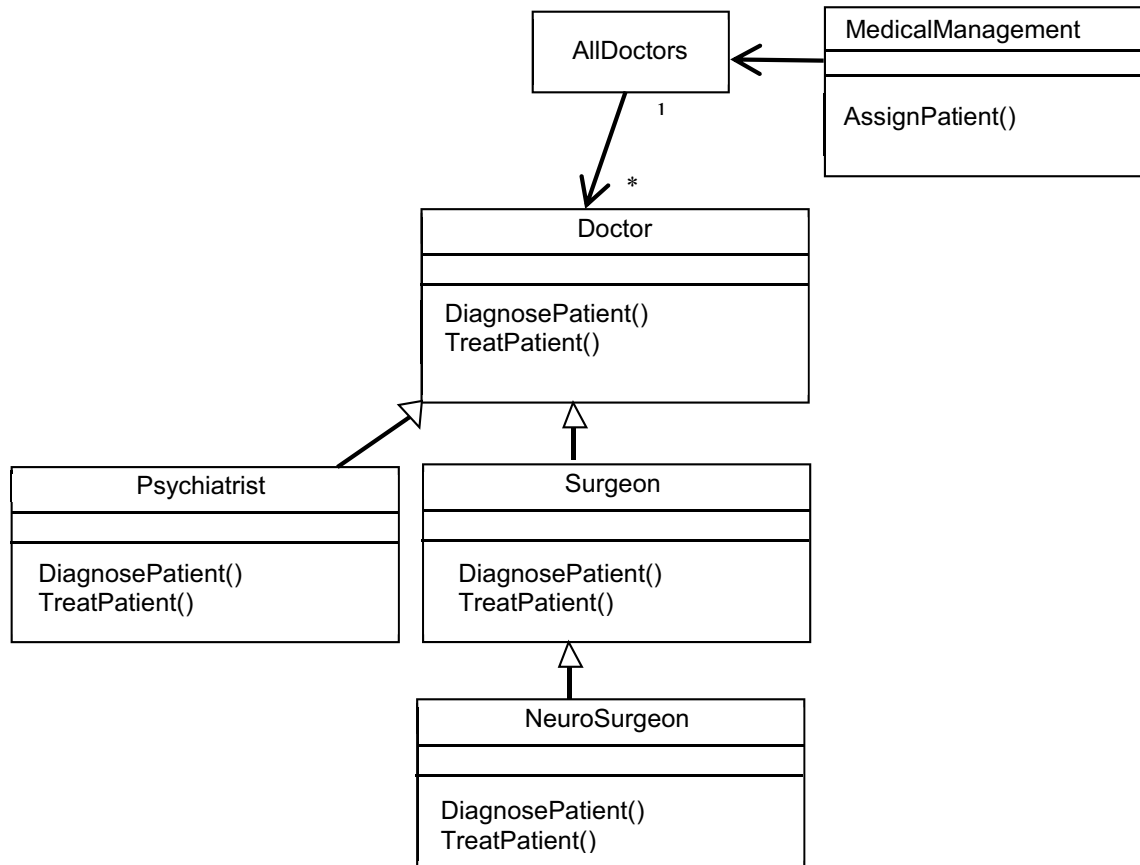 MedicalManagement
AllDoctors
AssignPatient()
1
*
Doctor
DiagnosePatient()
TreatPatient()
Psychiatrist
DiagnosePatient()
TreatPatient()
Surgeon
DiagnosePatient()
TreatPatient()
NeuroSurgeon
DiagnosePatient()
TreatPatient()